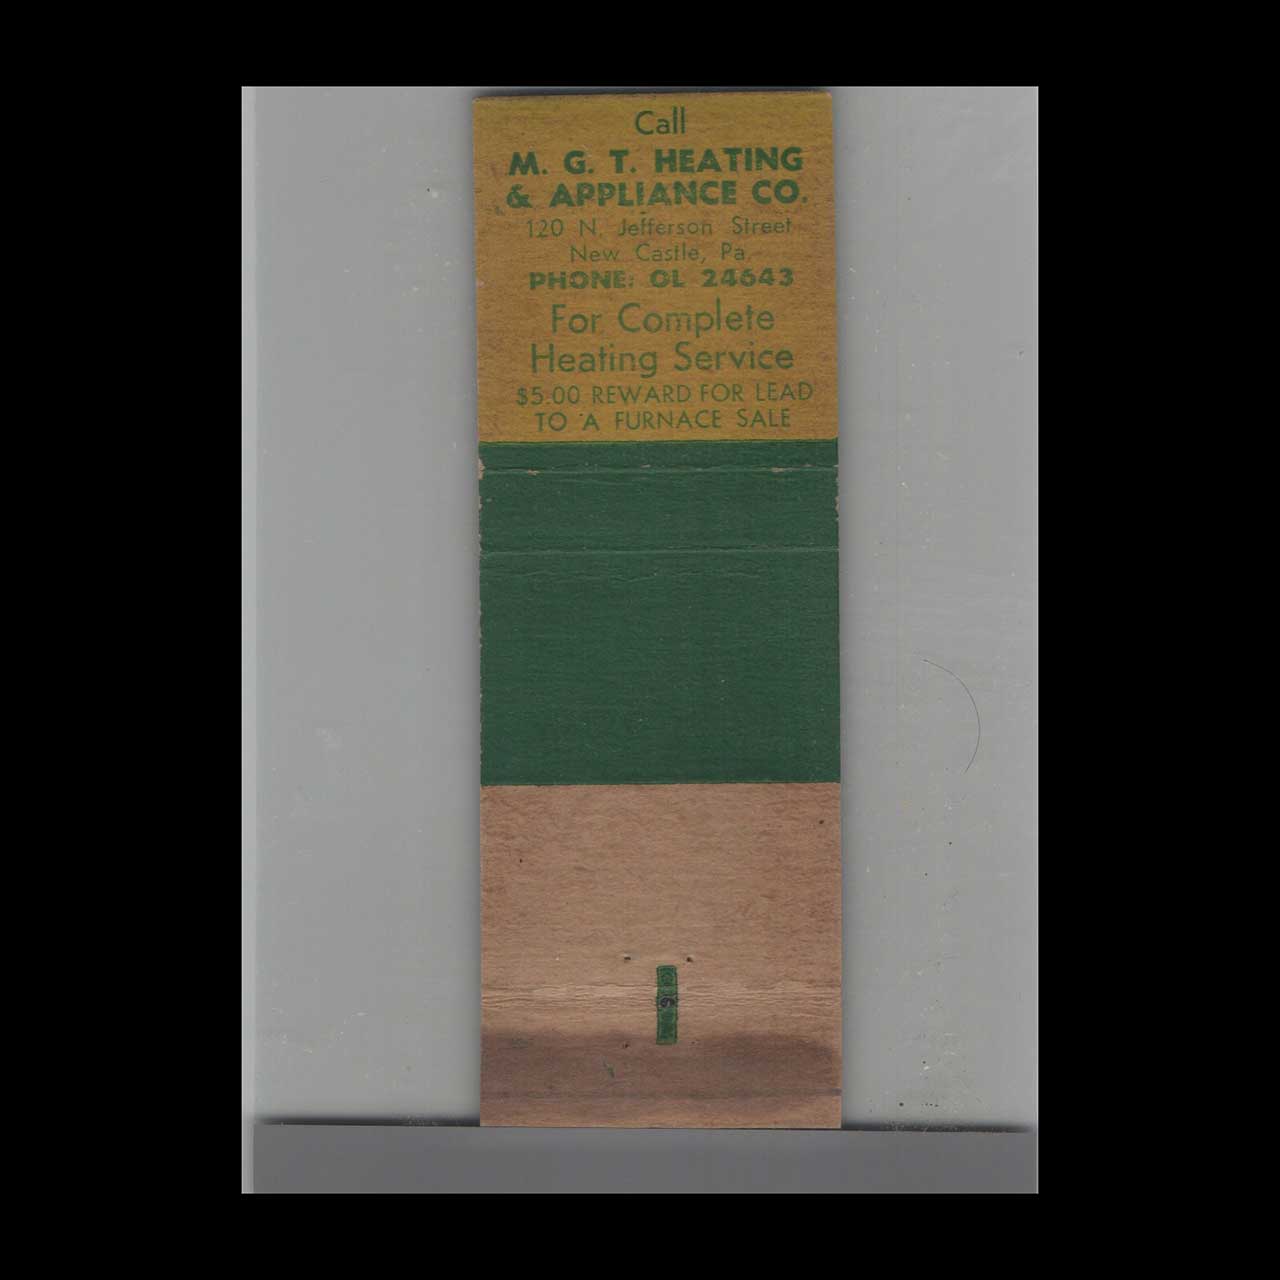 Call
M. G. T. HEATING
& APPLIANCE CO.
120 N. Jefferson Street
New Castle, Pa.
PHONE: OL 24643
For Complete
Heating Service
$5.00 REWARD FOR LEAD
TO A FURNACE SALE